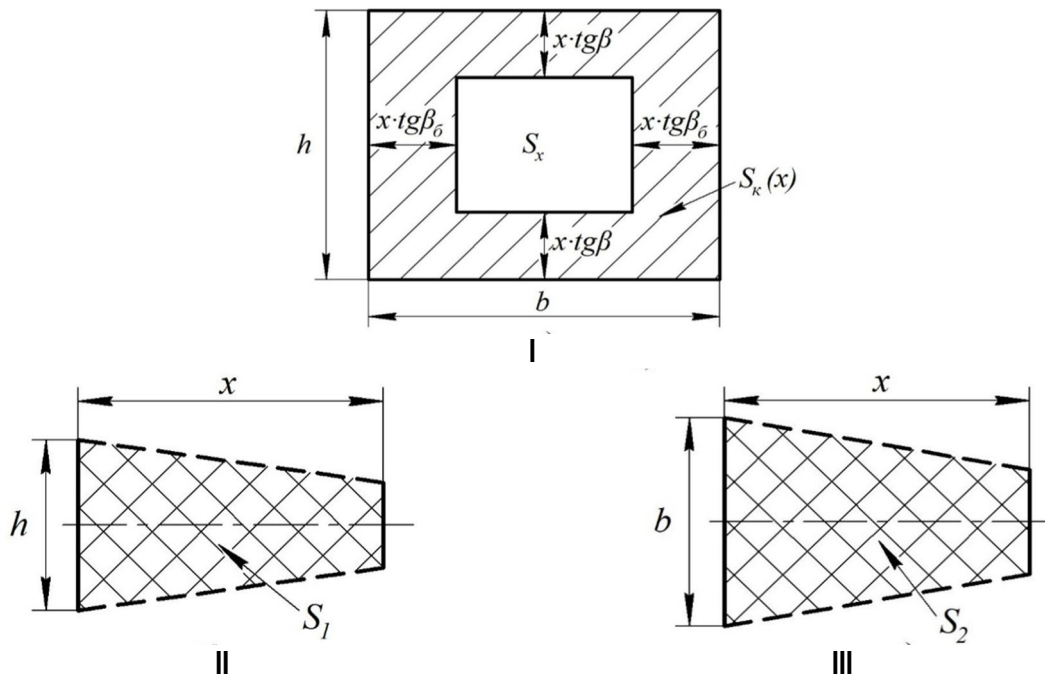 x·tgβ
x·tgβ_б
x·tgβ_б
h
S_x
S_к(x)
x·tgβ
b
I
x
x
h
b
S_1
S_2
II
III